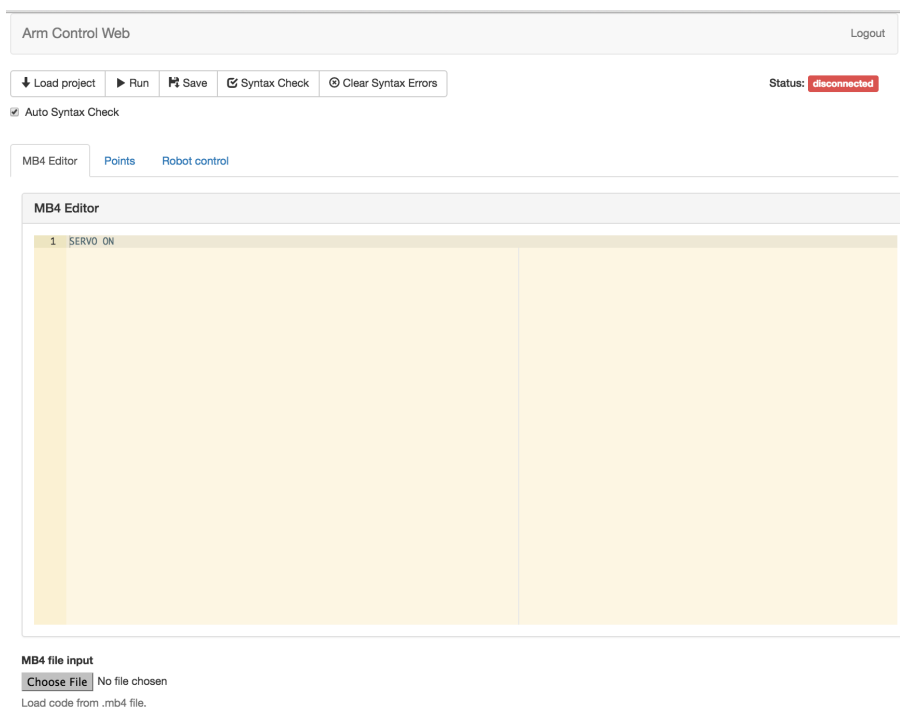 Arm Control Web Logout
Load project Run Save Syntax Check Clear Syntax Errors Status: disconnected
Auto Syntax Check
MB4 Editor Points Robot control
MB4 Editor
1 SERVO ON
MB4 file input
Choose File No file chosen
Load code from .mb4 file.